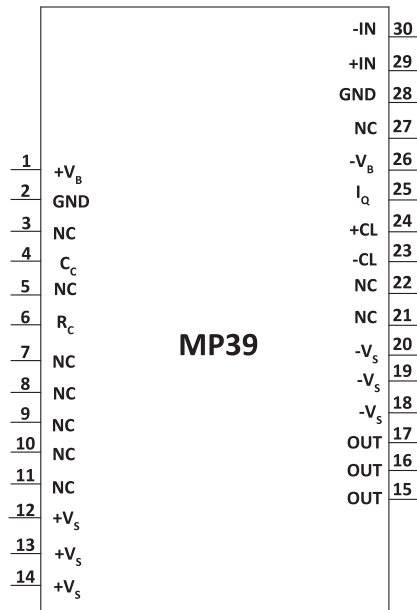 -IN 30
+IN 29
GND 28
NC 27
1 +VB
-VB 26
2 GND
IQ 25
3 NC
+CL 24
4 CC
-CL 23
5 NC
NC 22
6 RC
NC 21
MP39
7 NC
-VS 20
8 NC
-VS 19
9 NC
-VS 18
10 NC
OUT 17
11 NC
OUT 16
12 +VS
OUT 15
13 +VS
14 +VS